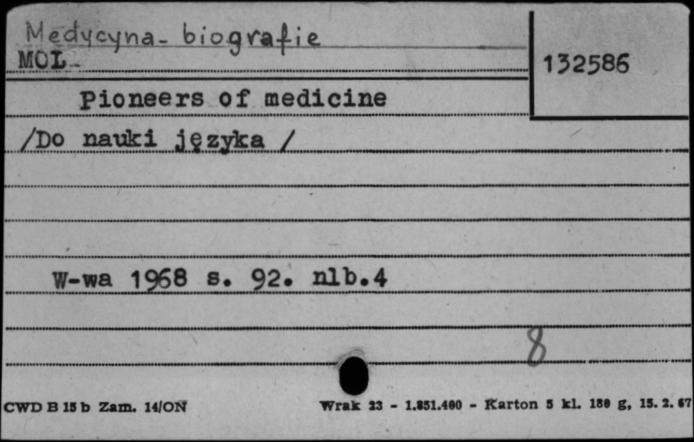 Medycyna - biografie
MOL
132586
Pioneers of medicine
/Do nauki języka /
W-wa 1968 s. 92. nlb.4
8
CWD B 15 b Zam. 14/ON
Wrak 23 - 1.851.400 - Karton 5 kl. 180 g, 15. 2. 67